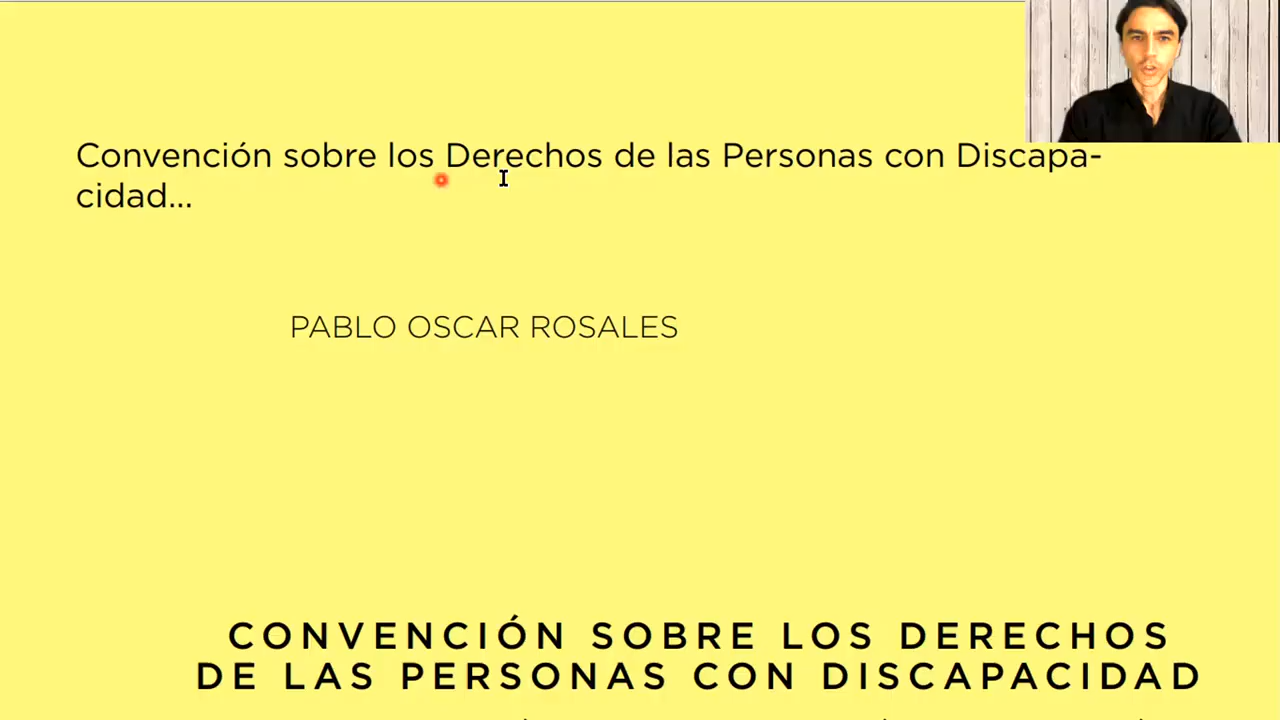 Convención sobre los Derechos de las Personas con Discapa-
cidad...
PABLO OSCAR ROSALES
CONVENCIÓN SOBRE LOS DERECHOS
DE LAS PERSONAS CON DISCAPACIDAD